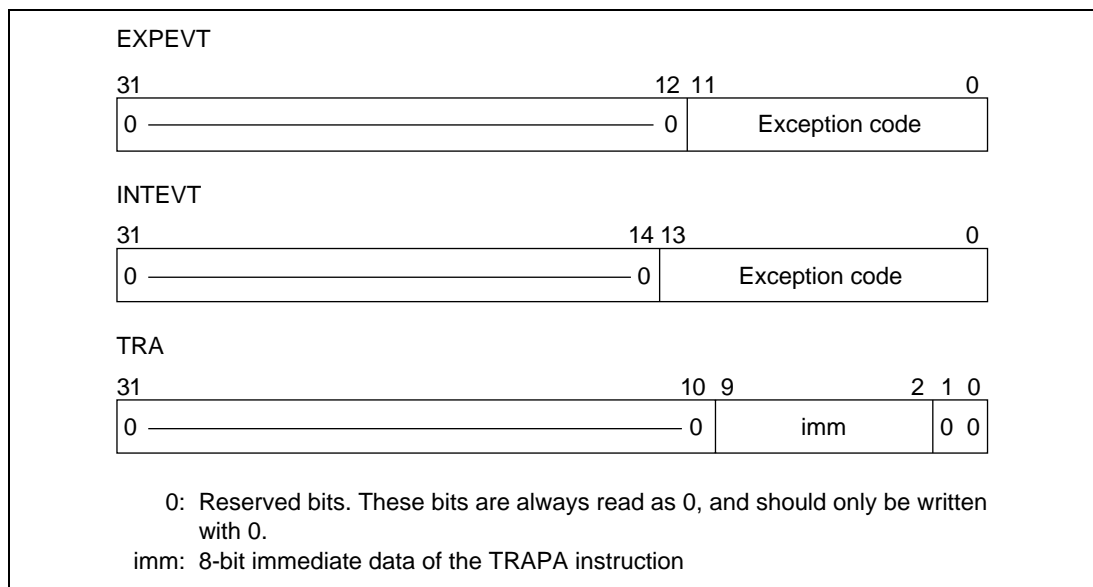 EXPEVT
31 12 11 0
0 0 Exception code
INTEVT
31 14 13 0
0 0 Exception code
TRA
31 10 9 2 1 0
0 0 imm 0 0
0: Reserved bits. These bits are always read as 0, and should only be written
with 0.
imm: 8-bit immediate data of the TRAPA instruction